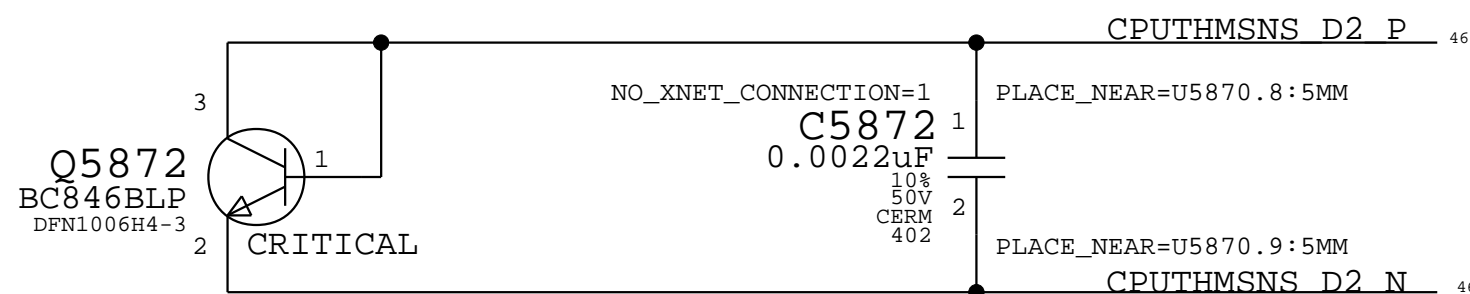 CPUTHMSNS_D2_P 46
NO_XNET_CONNECTION=1 PLACE_NEAR=U5870.8:5MM
3
C5872 1
Q5872 1 0.0022uF
BC846BLP 10%
50V
DFN1006H4-3 CERM 2
402
2 CRITICAL PLACE_NEAR=U5870.9:5MM
CPUTHMSNS_D2_N